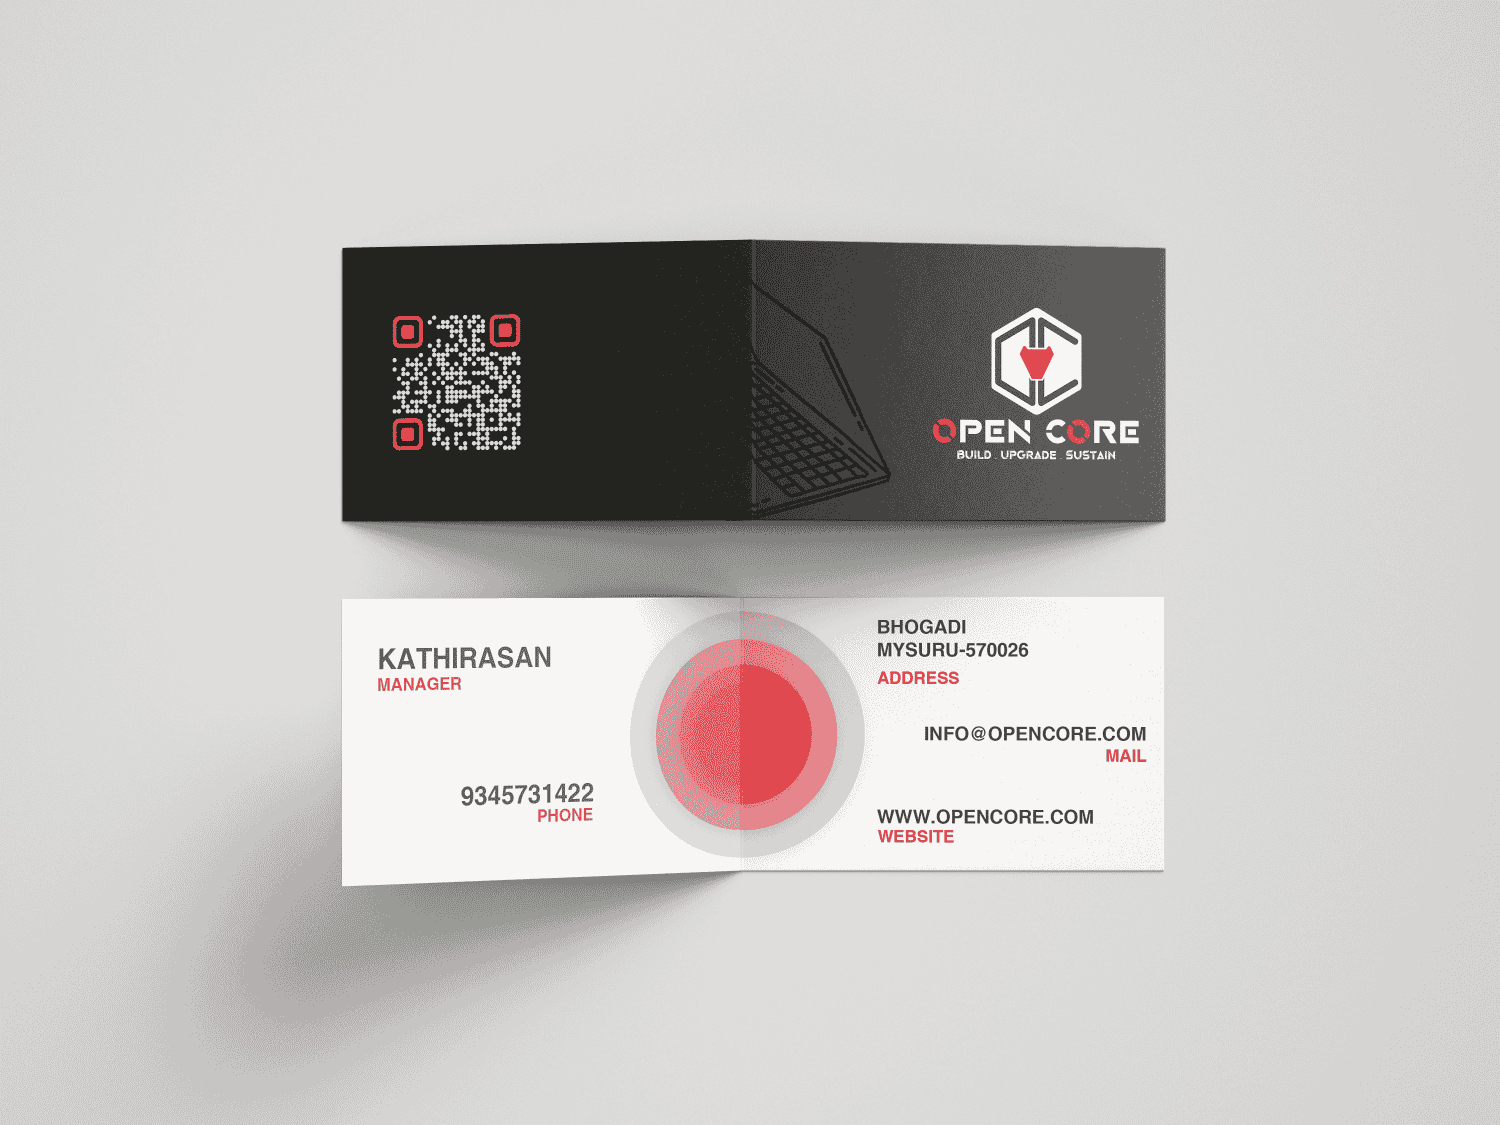 OPEN CORE
BUILD . UPGRADE . SUSTAIN
KATHIRASAN
MANAGER
9345731422
PHONE
BHOGADI
MYSURU-570026
ADDRESS
INFO@OPENCORE.COM
MAIL
WWW.OPENCORE.COM
WEBSITE